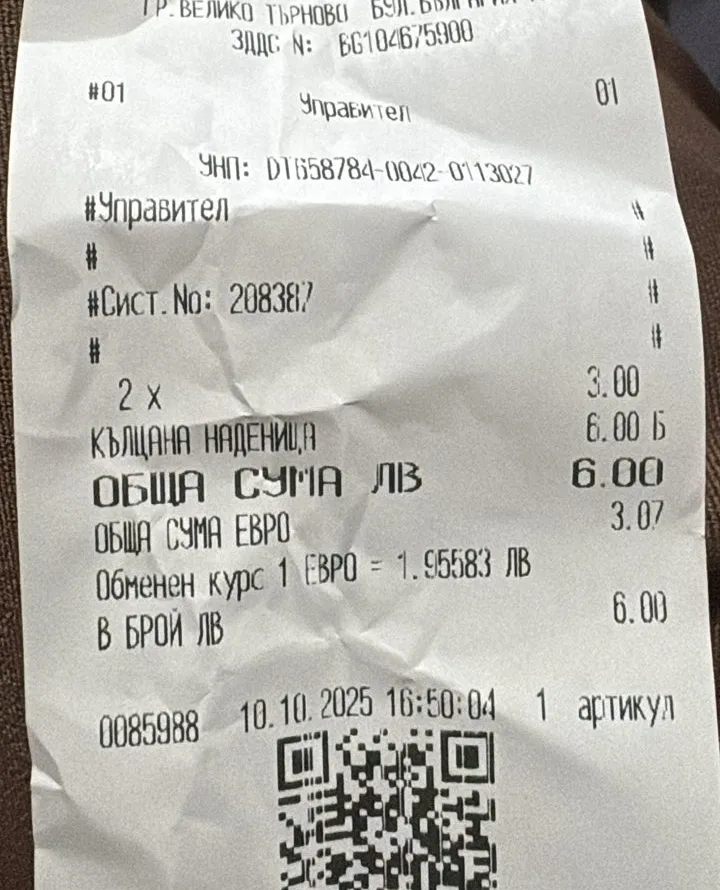 ГР.ВЕЛИКО ТЪРНОВО БУЛ.
ЗДДС N: BG104675900
#01 Управител 01
УНП: DT658784-0042-0113027
#Управител #
# #
#Сист.No: 208387 #
# #
2 x 3.00
КЪЛЦАНА НАДЕНИЦА 6.00 Б
ОБЩА СУМА ЛВ 6.00
ОБЩА СУМА ЕВРО 3.07
Обменен курс 1 ЕВРО = 1.95583 ЛВ
В БРОЙ ЛВ 6.00
0085988 10.10.2025 16:50:04 1 артикул